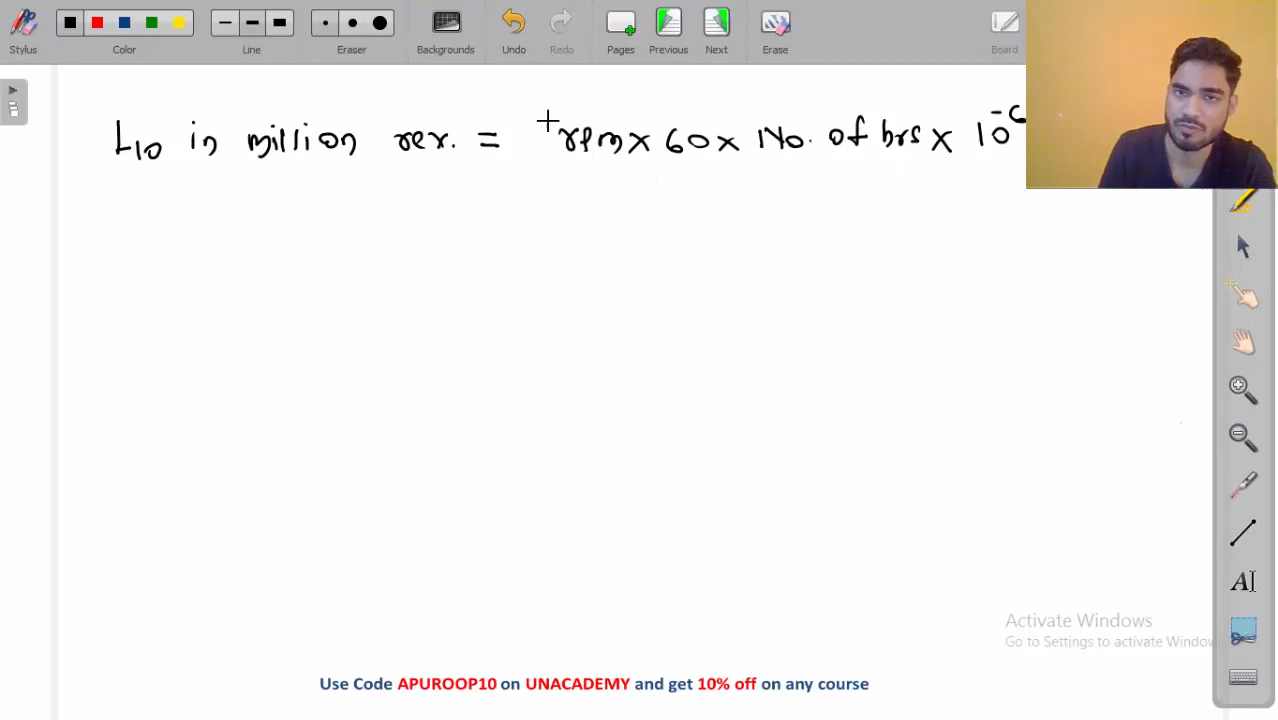 Stylus Color Line Eraser Backgrounds Undo Redo Pages Previous Next Erase Board
L10 in million rev. = rpm x 60 x No. of hrs x 10
Activate Windows
Go to Settings to activate Window
Use Code APUROOP10 on UNACADEMY and get 10% off on any course